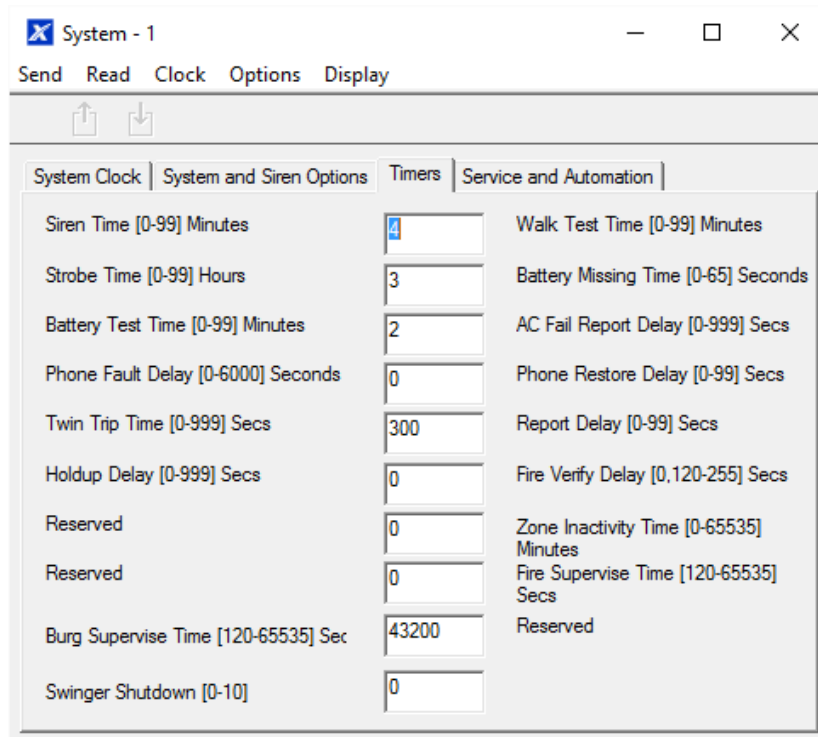 System - 1
Send Read Clock Options Display
System Clock System and Siren Options Timers Service and Automation
Siren Time [0-99] Minutes 4 Walk Test Time [0-99] Minutes
Strobe Time [0-99] Hours 3 Battery Missing Time [0-65] Seconds
Battery Test Time [0-99] Minutes 2 AC Fail Report Delay [0-999] Secs
Phone Fault Delay [0-6000] Seconds 0 Phone Restore Delay [0-99] Secs
Twin Trip Time [0-999] Secs 300 Report Delay [0-99] Secs
Holdup Delay [0-999] Secs 0 Fire Verify Delay [0,120-255] Secs
Reserved 0 Zone Inactivity Time [0-65535]
Minutes
Reserved 0 Fire Supervise Time [120-65535]
Secs
Burg Supervise Time [120-65535] Sec 43200 Reserved
Swinger Shutdown [0-10] 0